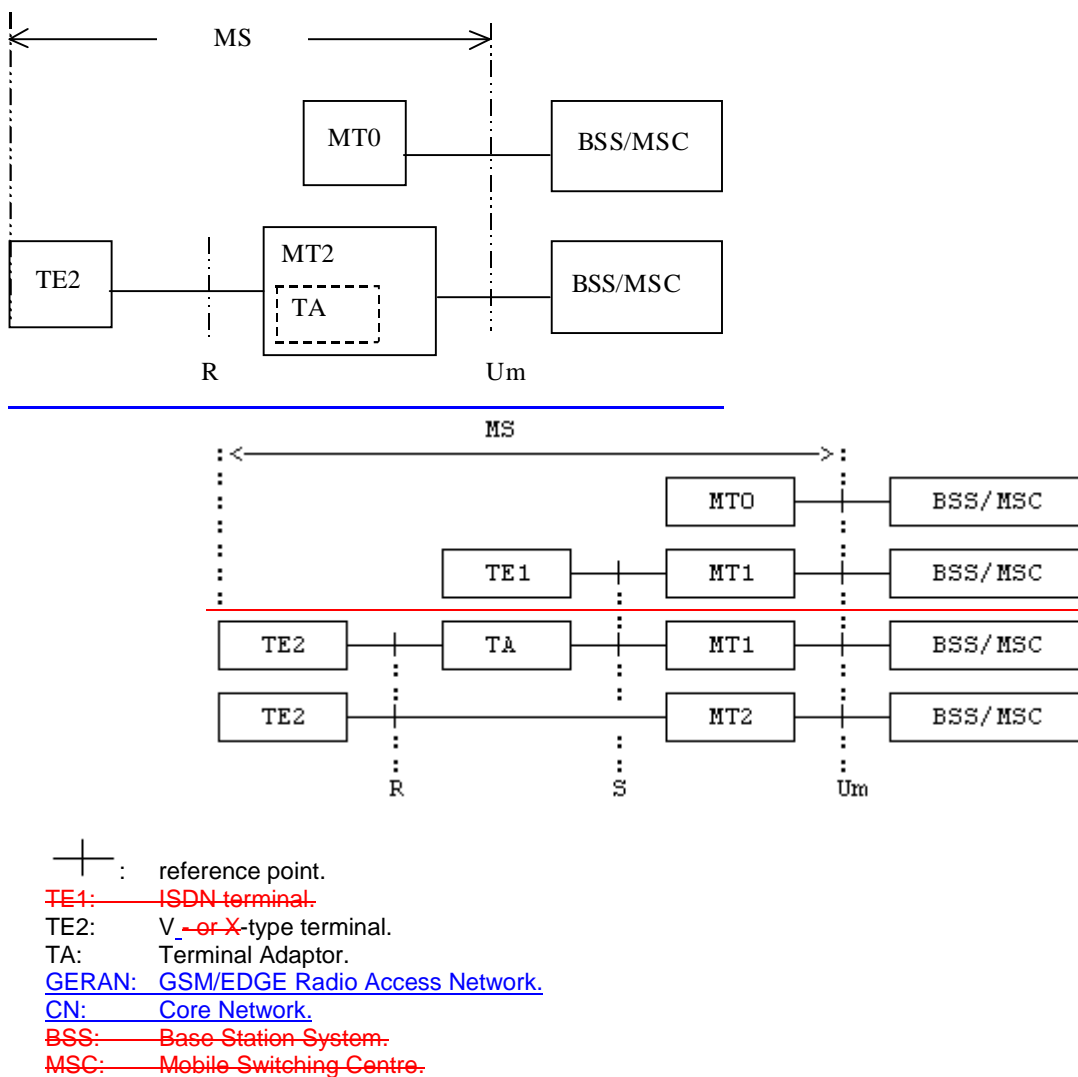 MS
MT0 BSS/MSC
TE2 MT2 TA BSS/MSC
R Um
MS
MT0 BSS/MSC
TE1 MT1 BSS/MSC
TE2 TA MT1 BSS/MSC
TE2 MT2 BSS/MSC
R S Um
: reference point.
TE1: ISDN terminal.
TE2: V - or X-type terminal.
TA: Terminal Adaptor.
GERAN: GSM/EDGE Radio Access Network.
CN: Core Network.
BSS: Base Station System.
MSC: Mobile Switching Centre.